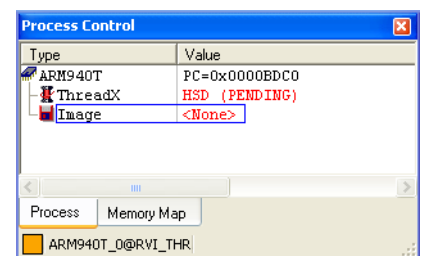 Process Control
Type Value
ARM940T PC=0x0000BDC0
ThreadX HSD (PENDING)
Image <None>
Process Memory Map
ARM940T_0@RVI_THR